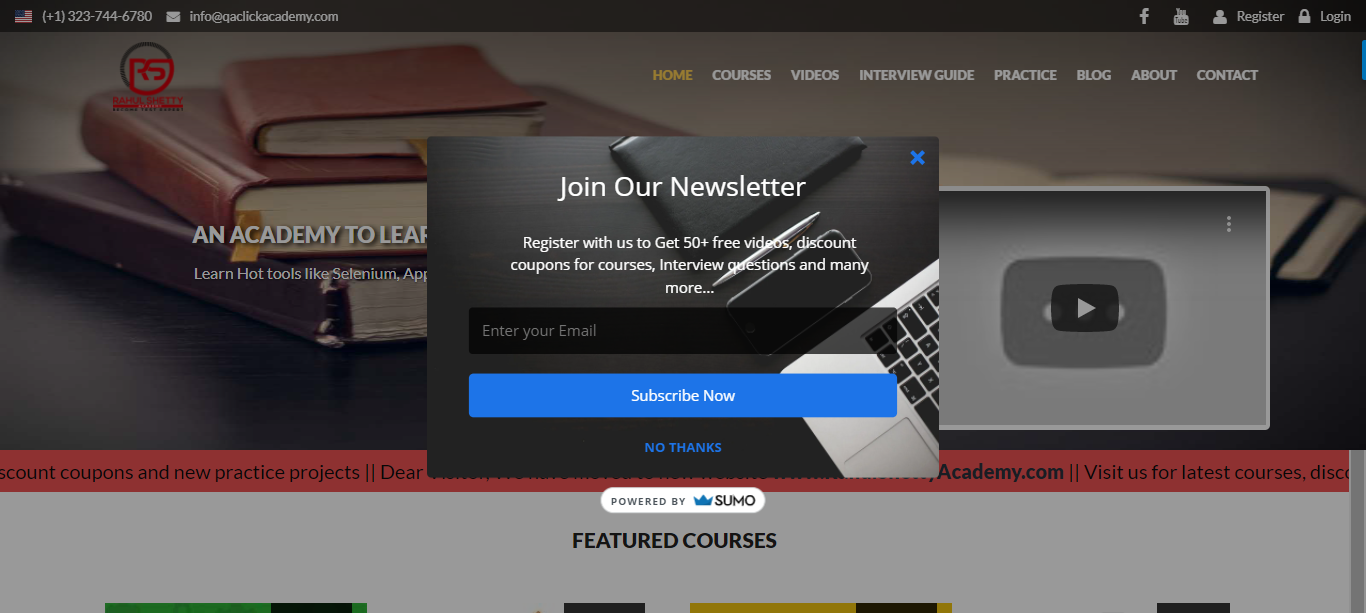 (+1) 323-744-6780 info@qaclickacademy.com Register Login
RS
RAHUL SHETTY
HOME COURSES VIDEOS INTERVIEW GUIDE PRACTICE BLOG ABOUT CONTACT
AN ACADEMY TO LEAR
Learn Hot tools like Selenium, App
Join Our Newsletter
Register with us to Get 50+ free videos, discount
coupons for courses, Interview questions and many
more...
Enter your Email
Subscribe Now
NO THANKS
scount coupons and new practice projects || Dear Academy.com || Visit us for latest courses, disco
POWERED BY SUMO
FEATURED COURSES